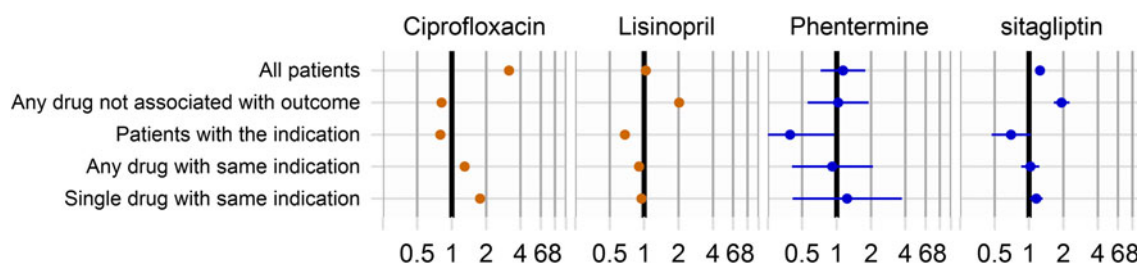 Ciprofloxacin Lisinopril Phentermine sitagliptin
All patients
Any drug not associated with outcome
Patients with the indication
Any drug with same indication
Single drug with same indication
0.5 1 2 4 68 0.5 1 2 4 68 0.5 1 2 4 68 0.5 1 2 4 68